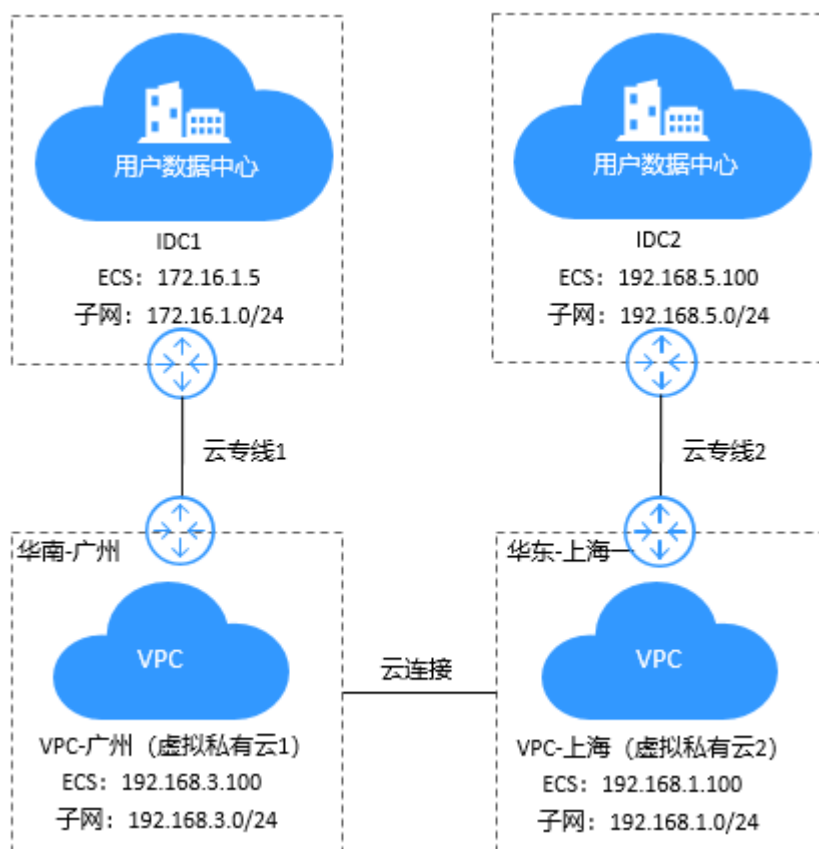 用户数据中心
IDC1
ECS：172.16.1.5
子网：172.16.1.0/24
用户数据中心
IDC2
ECS：192.168.5.100
子网：192.168.5.0/24
云专线1
云专线2
华南-广州
VPC
VPC-广州（虚拟私有云1）
ECS：192.168.3.100
子网：192.168.3.0/24
云连接
华东-上海一
VPC
VPC-上海（虚拟私有云2）
ECS：192.168.1.100
子网：192.168.1.0/24